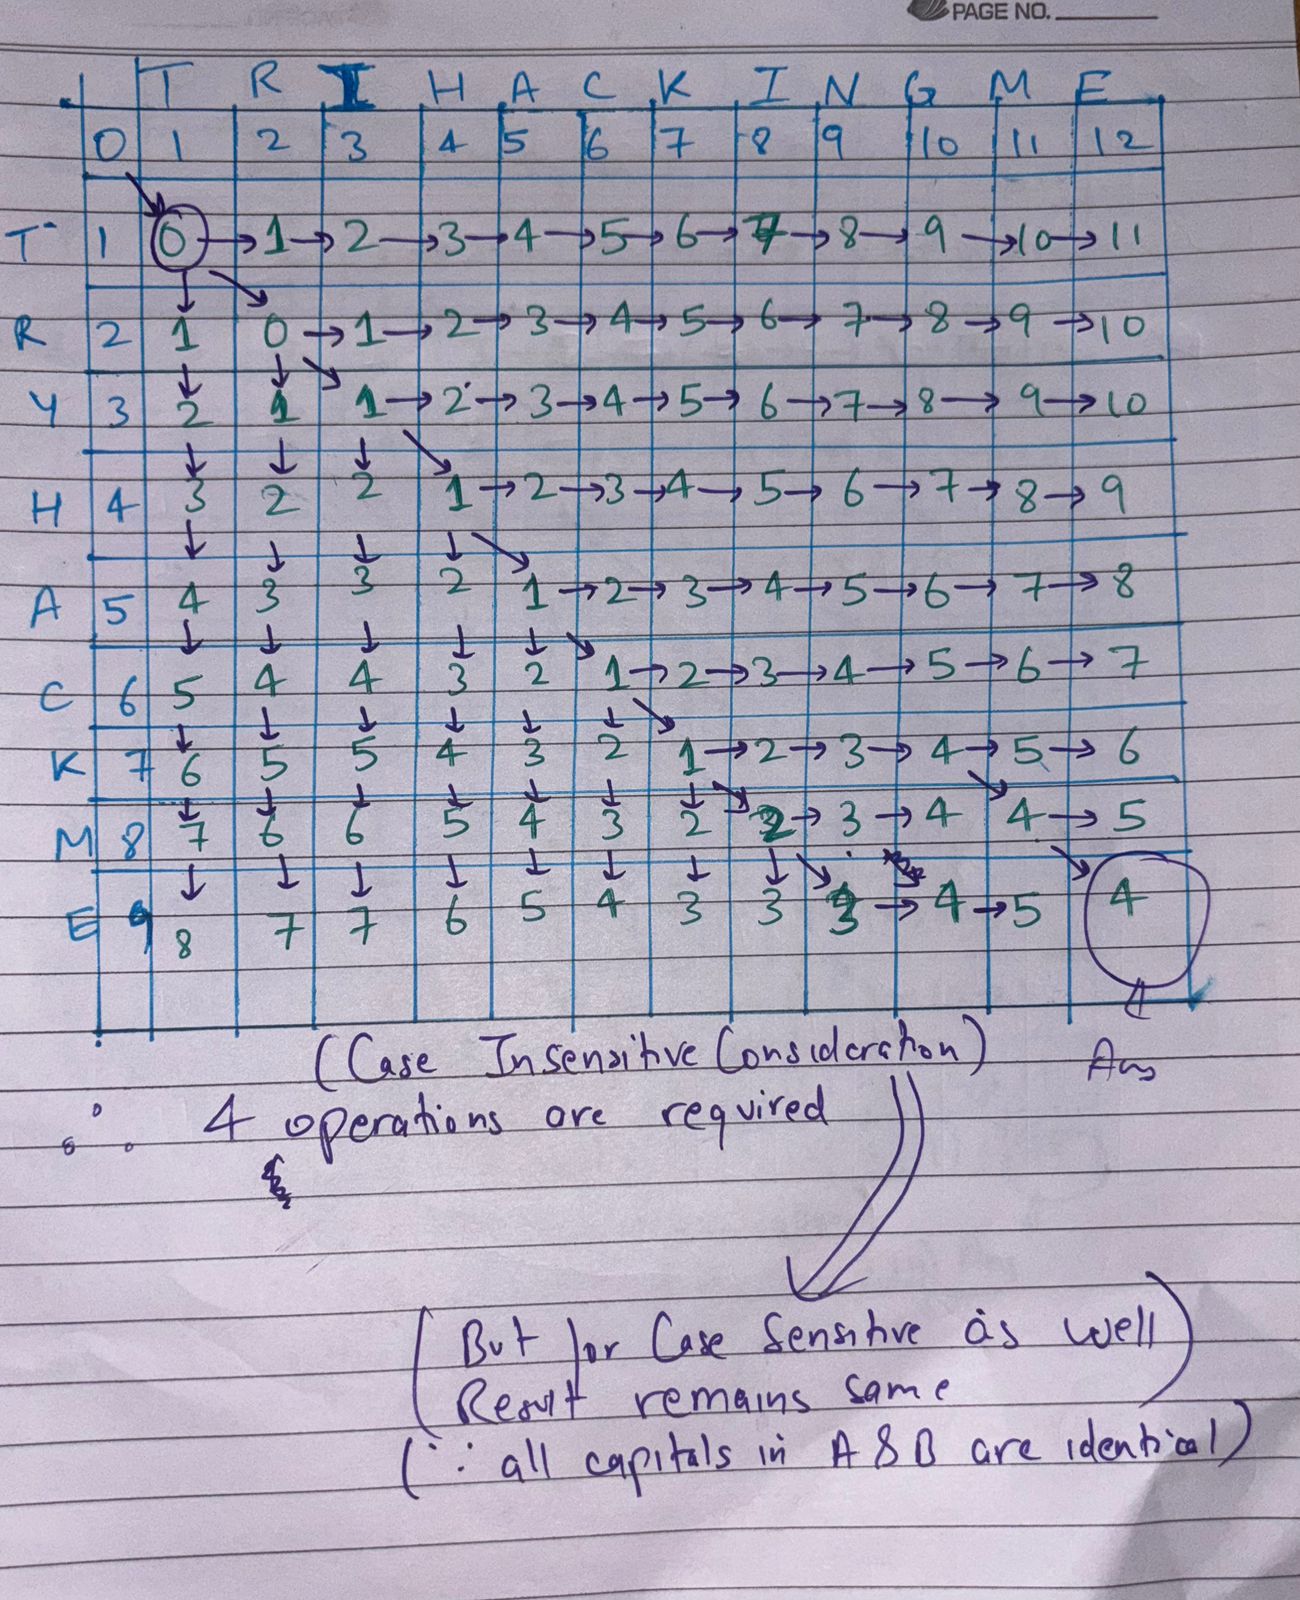 PAGE NO.
T R I H A C K I N G M E
0 1 2 3 4 5 6 7 8 9 10 11 12
T 1 0 → 1 → 2 → 3 → 4 → 5 → 6 → 7 → 8 → 9 → 10 → 11
R 2 1 0 → 1 → 2 → 3 → 4 → 5 → 6 → 7 → 8 → 9 → 10
Y 3 2 1 1 → 2 → 3 → 4 → 5 → 6 → 7 → 8 → 9 → 10
H 4 3 2 2 1 → 2 → 3 → 4 → 5 → 6 → 7 → 8 → 9
A 5 4 3 3 2 1 → 2 → 3 → 4 → 5 → 6 → 7 → 8
C 6 5 4 4 3 2 1 → 2 → 3 → 4 → 5 → 6 → 7
K 7 6 5 5 4 3 2 1 → 2 → 3 → 4 → 5 → 6
M 8 7 6 6 5 4 3 2 2 → 3 → 4 4 → 5
E 9 8 7 7 6 5 4 3 3 3 → 4 → 5 4
(Case Insensitive Consideration) Ans
∴ 4 operations are required
(But for Case Sensitive as well
Result remains same)
(∵ all capitals in A & B are identical)